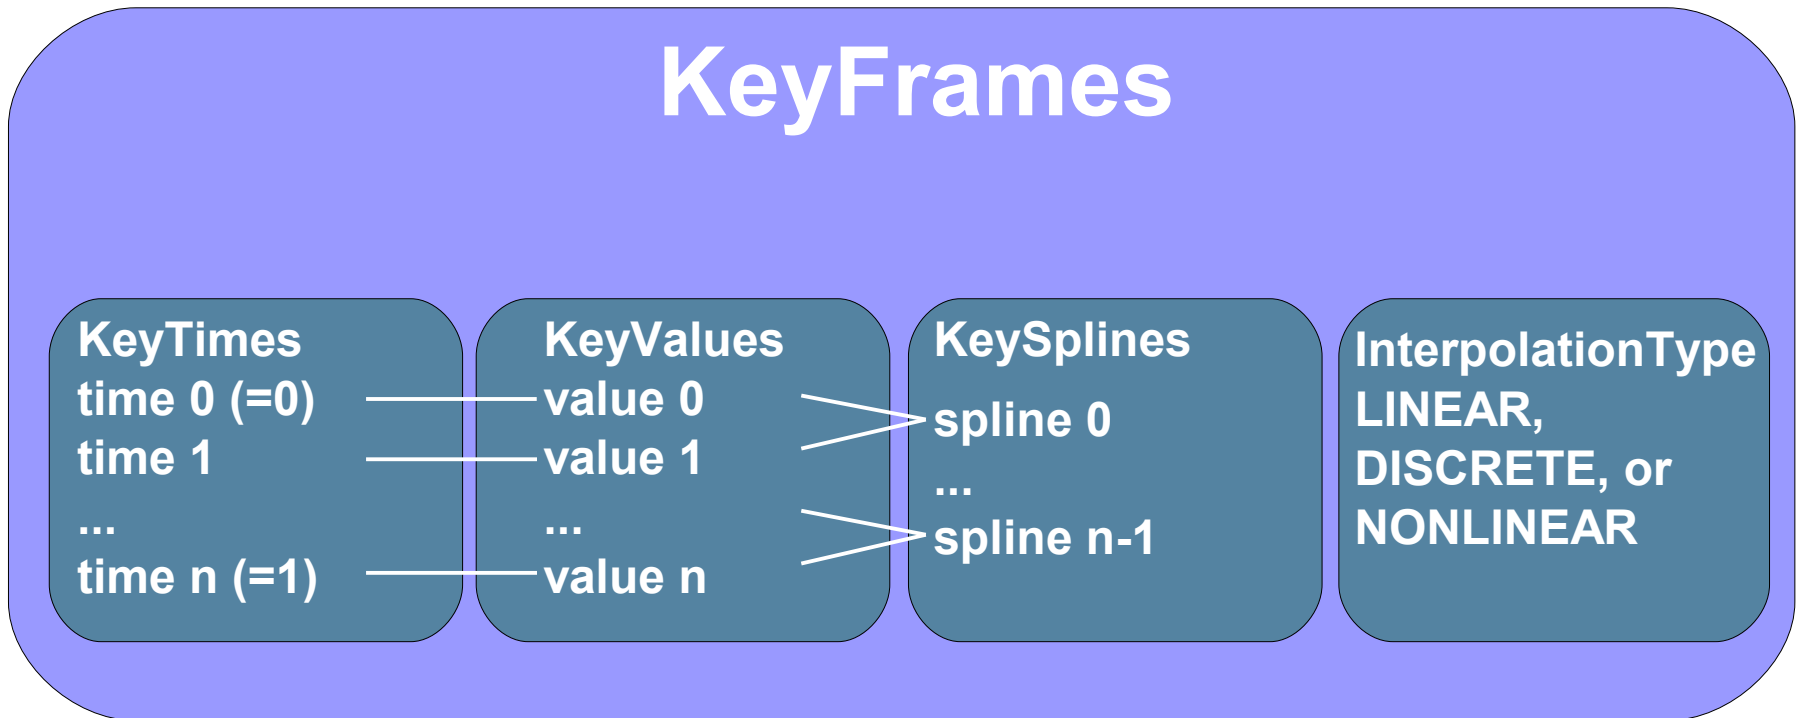 KeyFrames
KeyTimes
time 0 (=0)
time 1
...
time n (=1)
KeyValues
value 0
value 1
...
value n
KeySplines
spline 0
...
spline n-1
InterpolationType
LINEAR,
DISCRETE, or
NONLINEAR